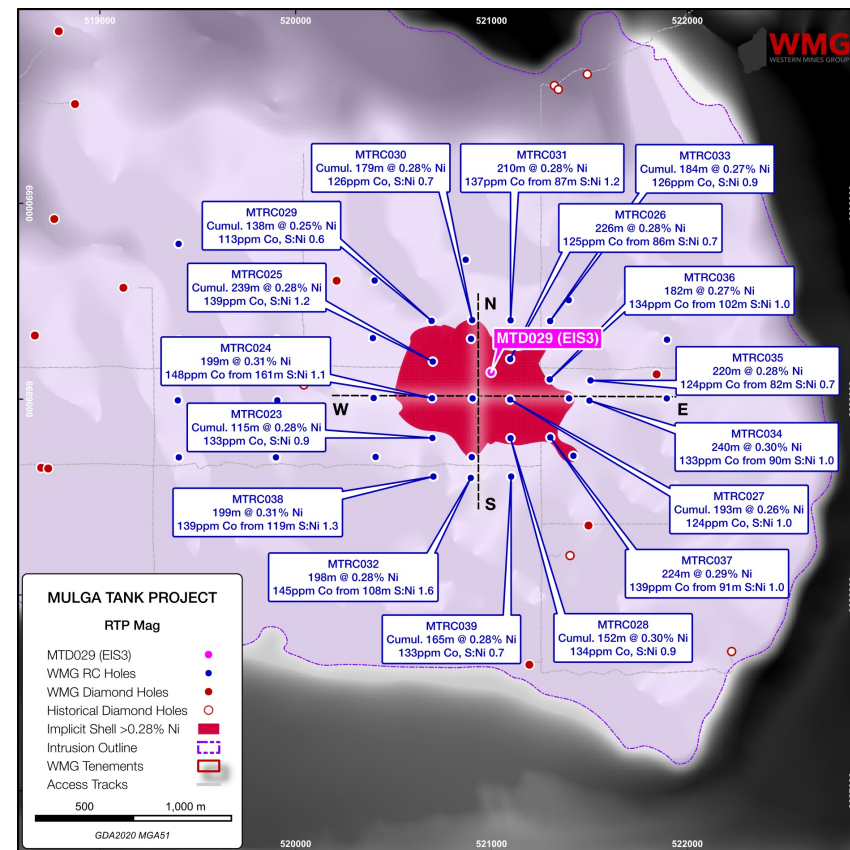 519000
520000
521000
522000
WMG
WESTERN MINES GROUP
0000069
0000689
MTRC030
Cumul. 179m @ 0.28% Ni
126ppm Co, S:Ni 0.7
MTRC031
210m @ 0.28% Ni
137ppm Co from 87m S:Ni 1.2
MTRC033
Cumul. 184m @ 0.27% Ni
126ppm Co, S:Ni 0.9
MTRC029
Cumul. 138m @ 0.25% Ni
113ppm Co, S:Ni 0.6
MTRC026
226m @ 0.28% Ni
125ppm Co from 86m S:Ni 0.7
MTRC025
Cumul. 239m @ 0.28% Ni
139ppm Co, S:Ni 1.2
MTRC036
182m @ 0.27% Ni
134ppm Co from 102m S:Ni 1.0
N
MTD029 (EIS3)
MTRC024
199m @ 0.31% Ni
148ppm Co from 161m S:Ni 1.1
MTRC035
220m @ 0.28% Ni
124ppm Co from 82m S:Ni 0.7
W
E
MTRC023
Cumul. 115m @ 0.28% Ni
133ppm Co, S:Ni 0.9
MTRC034
240m @ 0.30% Ni
133ppm Co from 90m S:Ni 1.0
MTRC038
199m @ 0.31% Ni
139ppm Co from 119m S:Ni 1.3
S
MTRC027
Cumul. 193m @ 0.26% Ni
124ppm Co, S:Ni 1.0
MTRC032
198m @ 0.28% Ni
145ppm Co from 108m S:Ni 1.6
MTRC037
224m @ 0.29% Ni
139ppm Co from 91m S:Ni 1.0
MTRC039
Cumul. 165m @ 0.28% Ni
133ppm Co, S:Ni 0.7
MTRC028
Cumul. 152m @ 0.30% Ni
134ppm Co, S:Ni 0.9
MULGA TANK PROJECT
RTP Mag
MTD029 (EIS3)
WMG RC Holes
WMG Diamond Holes
Historical Diamond Holes
Implicit Shell >0.28% Ni
Intrusion Outline
WMG Tenements
Access Tracks
500
1,000 m
GDA2020 MGA51
520000
521000
522000